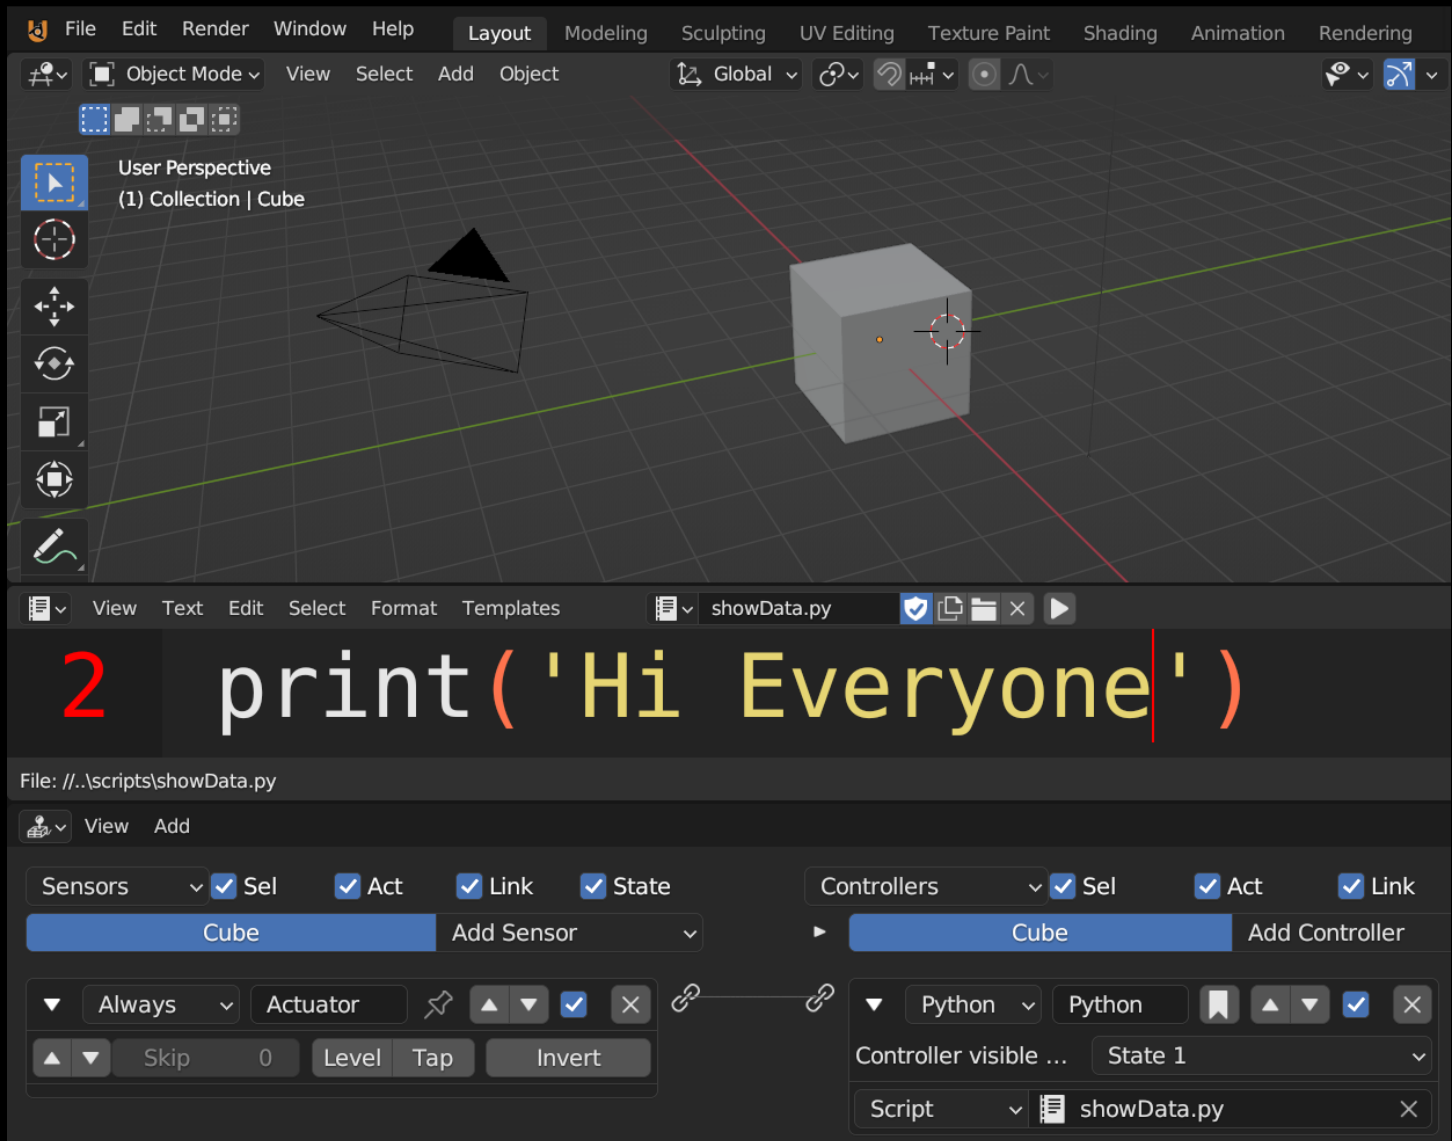 File Edit Render Window Help Layout Modeling Sculpting UV Editing Texture Paint Shading Animation Rendering
Object Mode View Select Add Object Global
User Perspective
(1) Collection | Cube
View Text Edit Select Format Templates showData.py
2 print('Hi Everyone')
File: //..\scripts\showData.py
View Add
Sensors Sel Act Link State Controllers Sel Act Link
Cube Add Sensor Cube Add Controller
Always Actuator Python Python
Skip 0 Level Tap Invert Controller visible ... State 1
Script showData.py